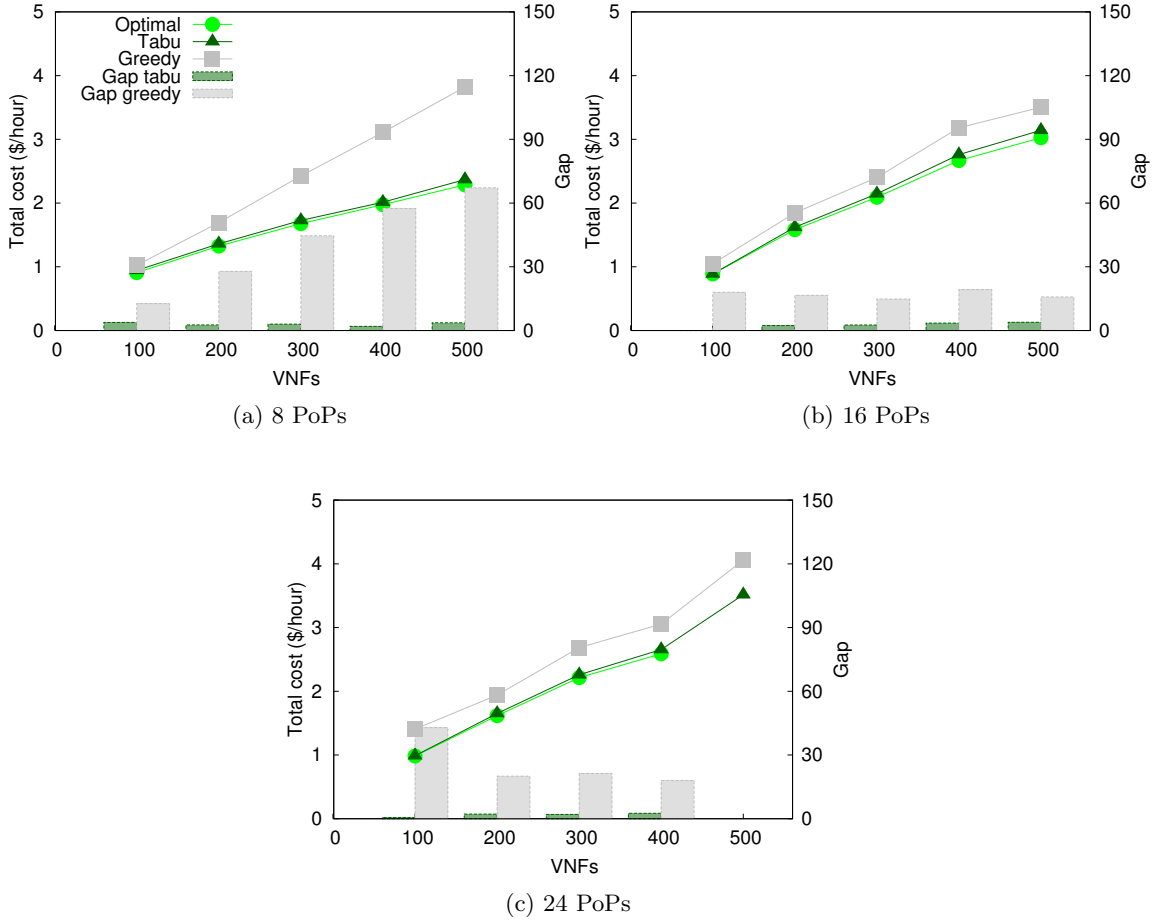 Optimal
Tabu
Greedy
Gap tabu
Gap greedy
Total cost ($/hour)
5
4
3
2
1
0
Gap
150
120
90
60
30
0
0 100 200 300 400 500
VNFs
(a) 8 PoPs
Total cost ($/hour)
5
4
3
2
1
0
Gap
150
120
90
60
30
0
0 100 200 300 400 500
VNFs
(b) 16 PoPs
Total cost ($/hour)
5
4
3
2
1
0
Gap
150
120
90
60
30
0
0 100 200 300 400 500
VNFs
(c) 24 PoPs